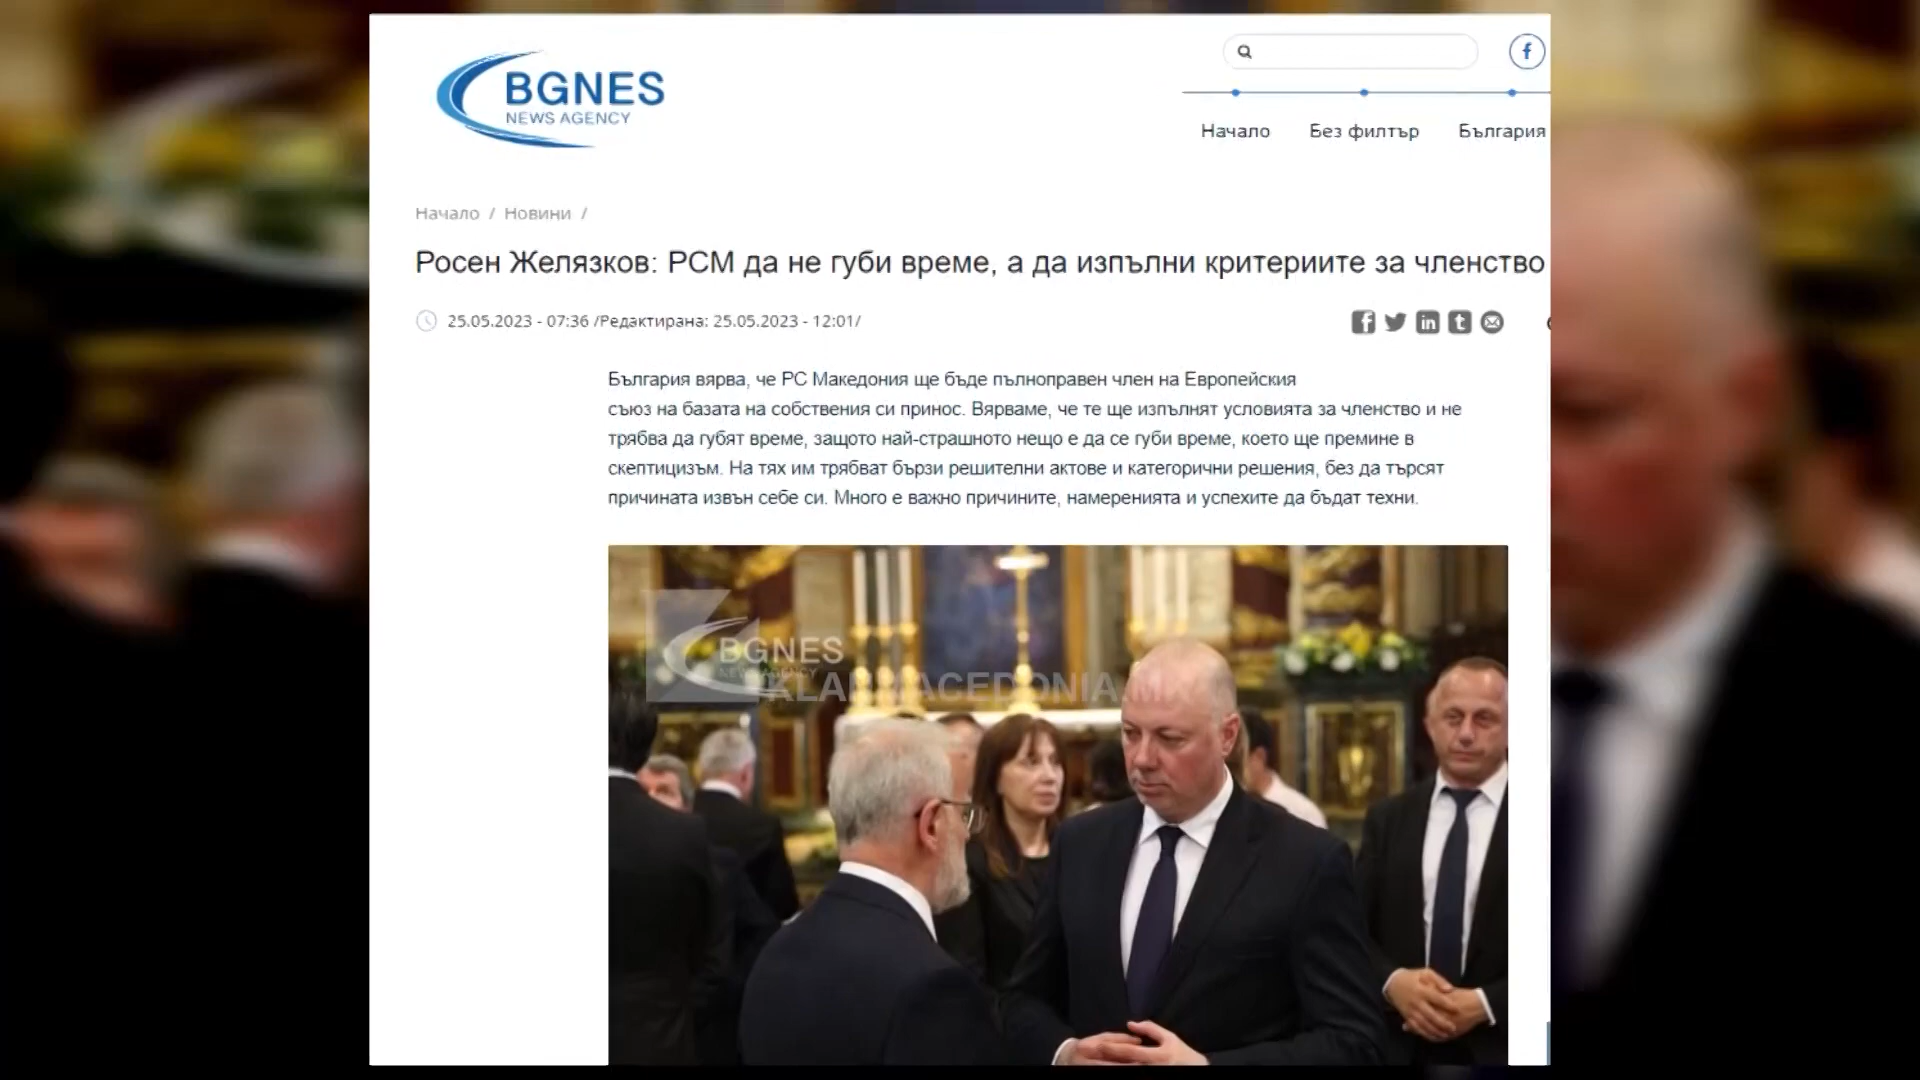 BGNES
NEWS AGENCY
f
Начало Без филтър България
Начало / Новини /
Росен Желязков: РСМ да не губи време, а да изпълни критериите за членство
25.05.2023 - 07:36 /Редактирана: 25.05.2023 - 12:01/
България вярва, че РС Македония ще бъде пълноправен член на Европейския
съюз на базата на собствения си принос. Вярваме, че те ще изпълнят условията за членство и не
трябва да губят време, защото най-страшното нещо е да се губи време, което ще премине в
скептицизъм. На тях им трябват бързи решителни актове и категорични решения, без да търсят
причината извън себе си. Много е важно причините, намеренията и успехите да бъдат техни.
BGNES
NEWS AGENCY
KLANMACEDONIA.MK